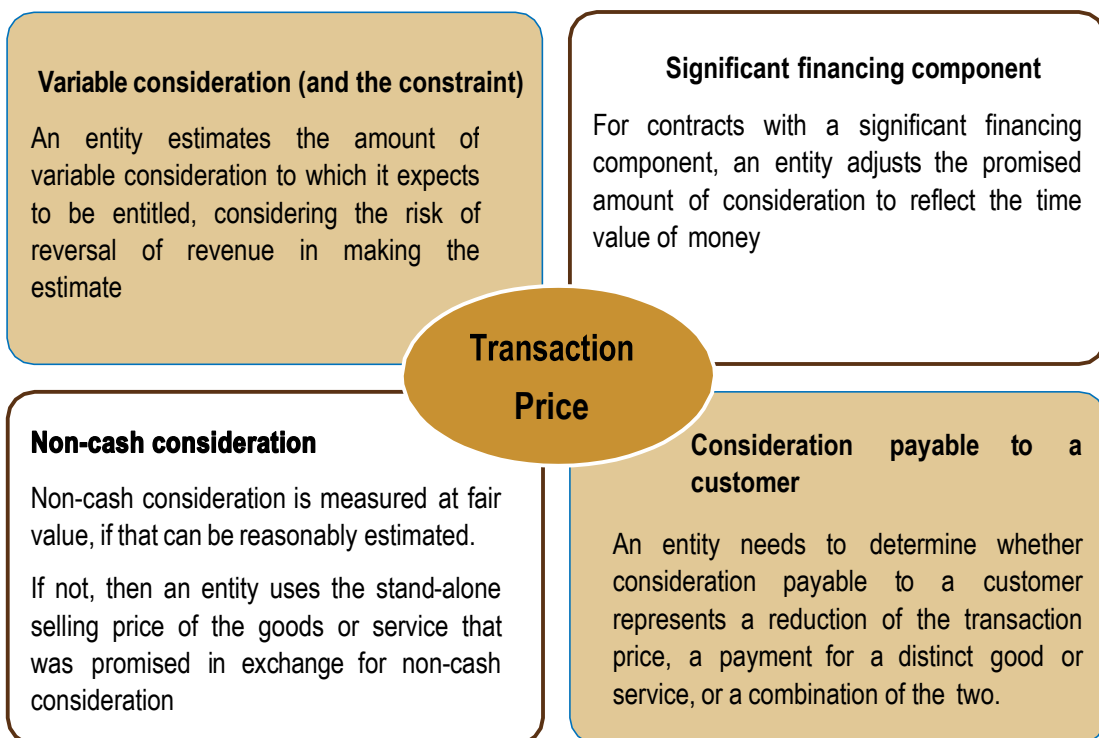 Variable consideration (and the constraint)
An entity estimates the amount of
variable consideration to which it expects
to be entitled, considering the risk of
reversal of revenue in making the
estimate
Significant financing component
For contracts with a significant financing
component, an entity adjusts the promised
amount of consideration to reflect the time
value of money
Transaction
Price
Non-cash consideration
Non-cash consideration is measured at fair
value, if that can be reasonably estimated.
If not, then an entity uses the stand-alone
selling price of the goods or service that
was promised in exchange for non-cash
consideration
Consideration payable to a
customer
An entity needs to determine whether
consideration payable to a customer
represents a reduction of the transaction
price, a payment for a distinct good or
service, or a combination of the two.